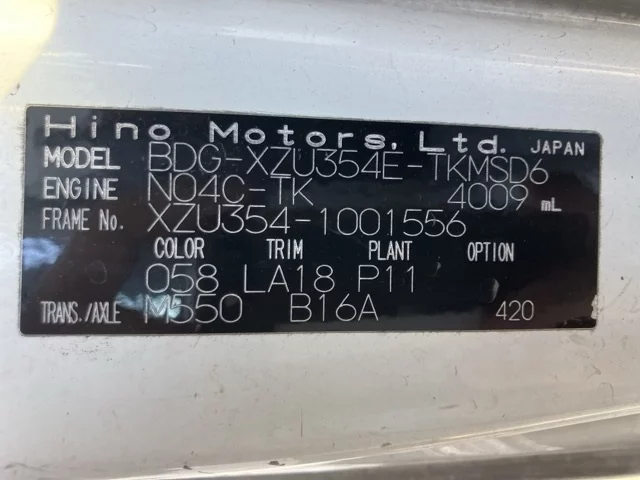 Hino Motors, Ltd. JAPAN
MODEL BDG-XZU354E-TKMSD6
ENGINE N04C-TK 4009 mL
FRAME No. XZU354-1001556
COLOR TRIM PLANT OPTION
058 LA18 P11
TRANS./AXLE M550 B16A 420